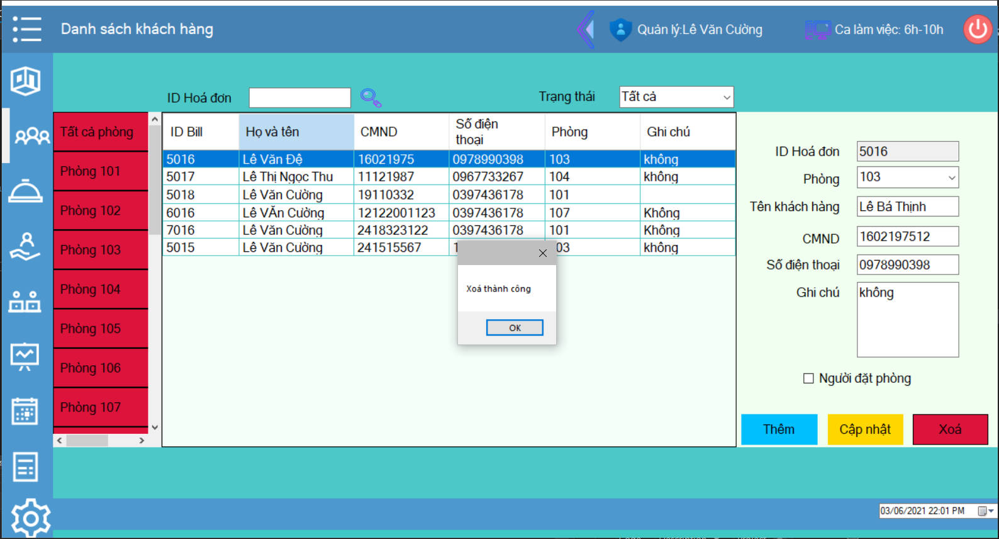 Danh sách khách hàng
Quản lý:Lê Văn Cường
Ca làm việc: 6h-10h
ID Hoá đơn
Trạng thái
Tất cả
Tất cả phòng
Phòng 101
Phòng 102
Phòng 103
Phòng 104
Phòng 105
Phòng 106
Phòng 107
ID Bill Họ và tên CMND Số điện thoại Phòng Ghi chú
5016 Lê Văn Đệ 16021975 0978990398 103 không
5017 Lê Thị Ngọc Thu 11121987 0967733267 104 không
5018 Lê Văn Cường 19110332 0397436178 101
6016 Lê VĂn Cường 12122001123 0397436178 107 Không
7016 Lê Văn Cường 2418323122 0397436178 101 Không
5015 Lê Văn Cường 241515567 1 03 không
Xoá thành công
OK
ID Hoá đơn 5016
Phòng 103
Tên khách hàng Lê Bá Thịnh
CMND 1602197512
Số điện thoại 0978990398
Ghi chú không
Người đặt phòng
Thêm
Cập nhật
Xoá
03/06/2021 22:01 PM